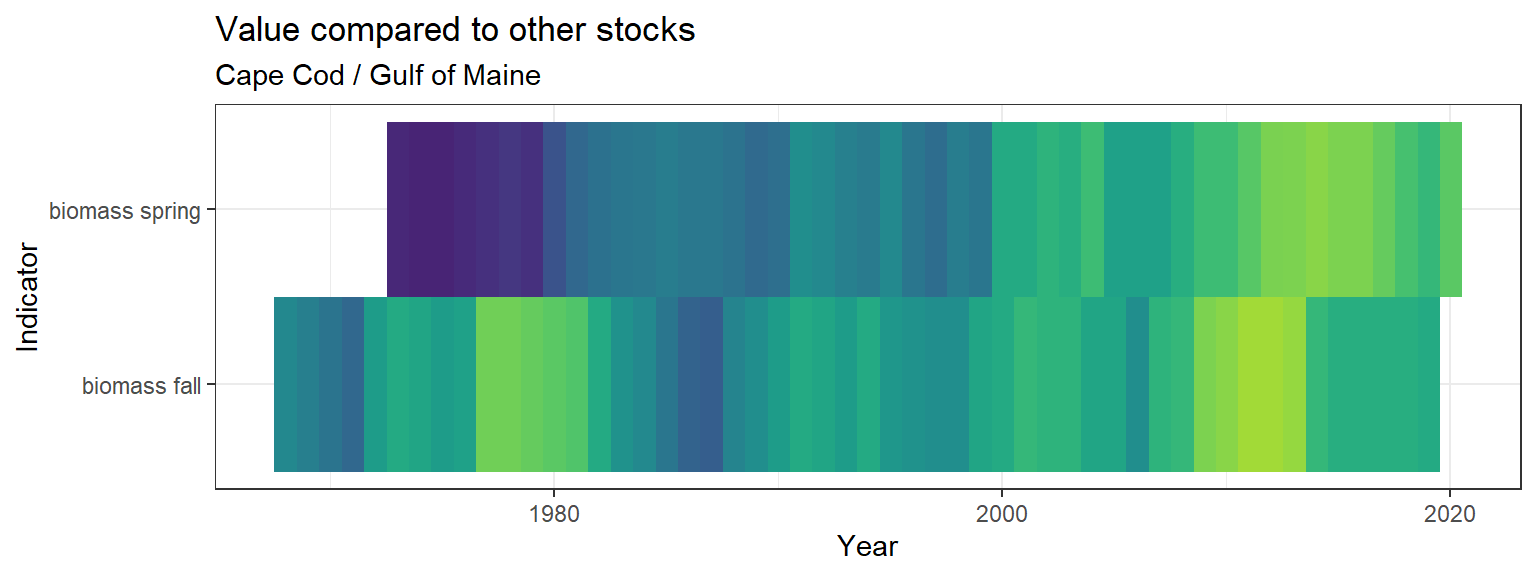 Value compared to other stocks
Cape Cod / Gulf of Maine
Indicator
biomass spring
biomass fall
1980
2000
2020
Year